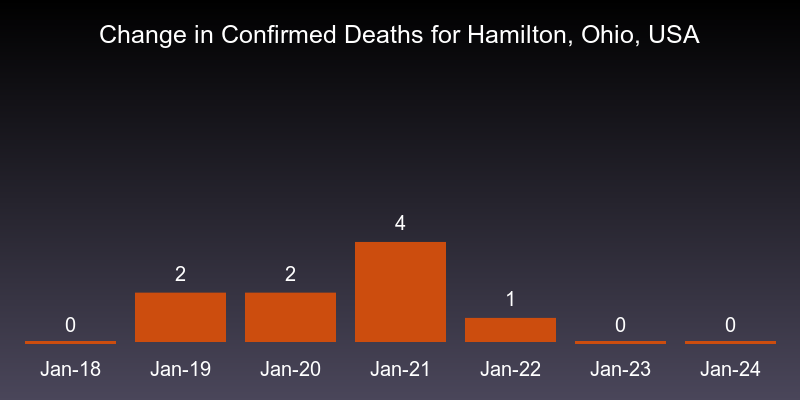 Change in Confirmed Deaths for Hamilton, Ohio, USA
0 2 2 4 1 0 0
Jan-18 Jan-19 Jan-20 Jan-21 Jan-22 Jan-23 Jan-24